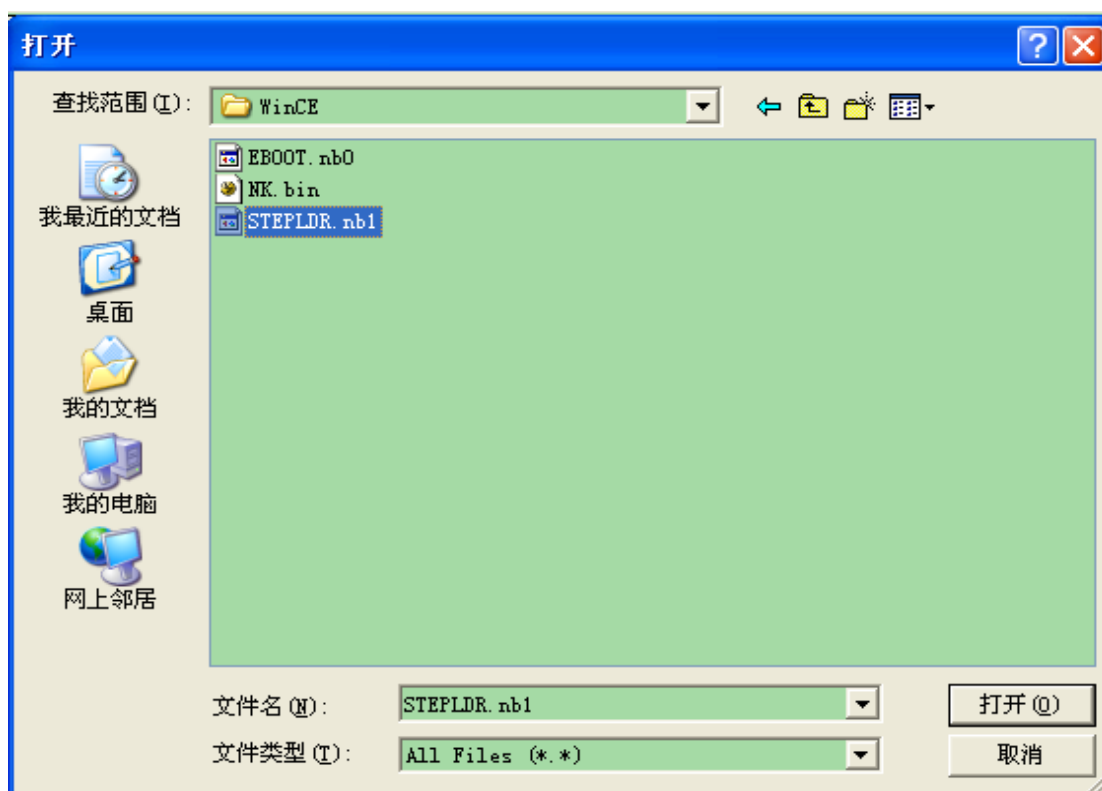 打开
查找范围(I):
WinCE
EBOOT.nb0
NK.bin
STEPLDR.nb1
我最近的文档
桌面
我的文档
我的电脑
网上邻居
文件名(N): STEPLDR.nb1 打开(O)
文件类型(T): All Files (*.*) 取消